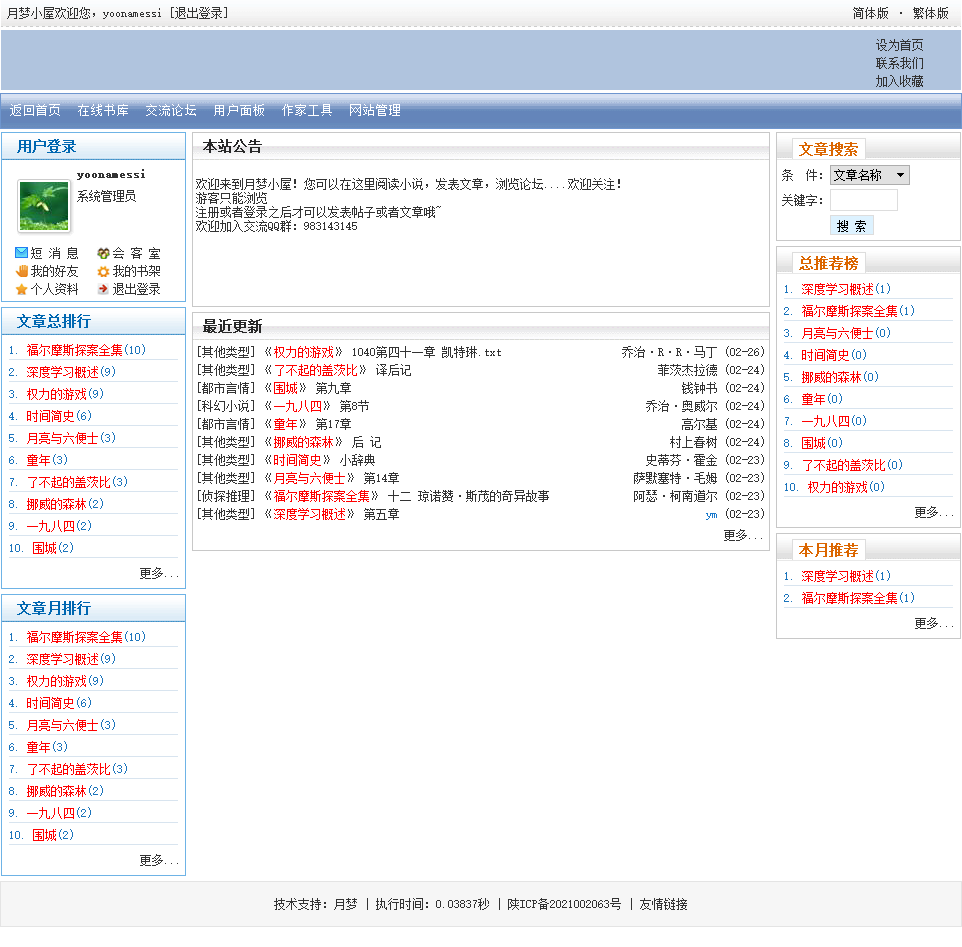 月梦小屋欢迎您，yoonamessi [退出登录]
简体版 · 繁体版
设为首页
联系我们
加入收藏
返回首页 在线书库 交流论坛 用户面板 作家工具 网站管理
用户登录
yoonamessi
系统管理员
短 消 息 会 客 室
我的好友 我的书架
个人资料 退出登录
文章总排行
1. 福尔摩斯探案全集(10)
2. 深度学习概述(9)
3. 权力的游戏(9)
4. 时间简史(6)
5. 月亮与六便士(3)
6. 童年(3)
7. 了不起的盖茨比(3)
8. 挪威的森林(2)
9. 一九八四(2)
10. 围城(2)
更多...
文章月排行
1. 福尔摩斯探案全集(10)
2. 深度学习概述(9)
3. 权力的游戏(9)
4. 时间简史(6)
5. 月亮与六便士(3)
6. 童年(3)
7. 了不起的盖茨比(3)
8. 挪威的森林(2)
9. 一九八四(2)
10. 围城(2)
更多...
本站公告
欢迎来到月梦小屋！您可以在这里阅读小说，发表文章，浏览论坛....欢迎关注！
游客只能浏览
注册或者登录之后才可以发表帖子或者文章哦~
欢迎加入交流QQ群：983143145
最近更新
[其他类型]《权力的游戏》 1040第四十一章 凯特琳.txt 乔治·R·R·马丁 (02-26)
[其他类型]《了不起的盖茨比》 译后记 菲茨杰拉德 (02-24)
[都市言情]《围城》 第九章 钱钟书 (02-24)
[科幻小说]《一九八四》 第8节 乔治·奥威尔 (02-24)
[都市言情]《童年》 第17章 高尔基 (02-24)
[其他类型]《挪威的森林》 后 记 村上春树 (02-24)
[其他类型]《时间简史》 小辞典 史蒂芬·霍金 (02-23)
[其他类型]《月亮与六便士》 第14章 萨默塞特·毛姆 (02-23)
[侦探推理]《福尔摩斯探案全集》 十二 琼诺赞·斯茂的奇异故事 阿瑟·柯南道尔 (02-23)
[其他类型]《深度学习概述》 第五章 ym (02-23)
更多...
文章搜索
条 件： 文章名称
关键字：
搜 索
总推荐榜
1. 深度学习概述(1)
2. 福尔摩斯探案全集(1)
3. 月亮与六便士(0)
4. 时间简史(0)
5. 挪威的森林(0)
6. 童年(0)
7. 一九八四(0)
8. 围城(0)
9. 了不起的盖茨比(0)
10. 权力的游戏(0)
更多...
本月推荐
1. 深度学习概述(1)
2. 福尔摩斯探案全集(1)
更多...
技术支持：月梦 | 执行时间：0.03837秒 | 陕ICP备2021002063号 | 友情链接